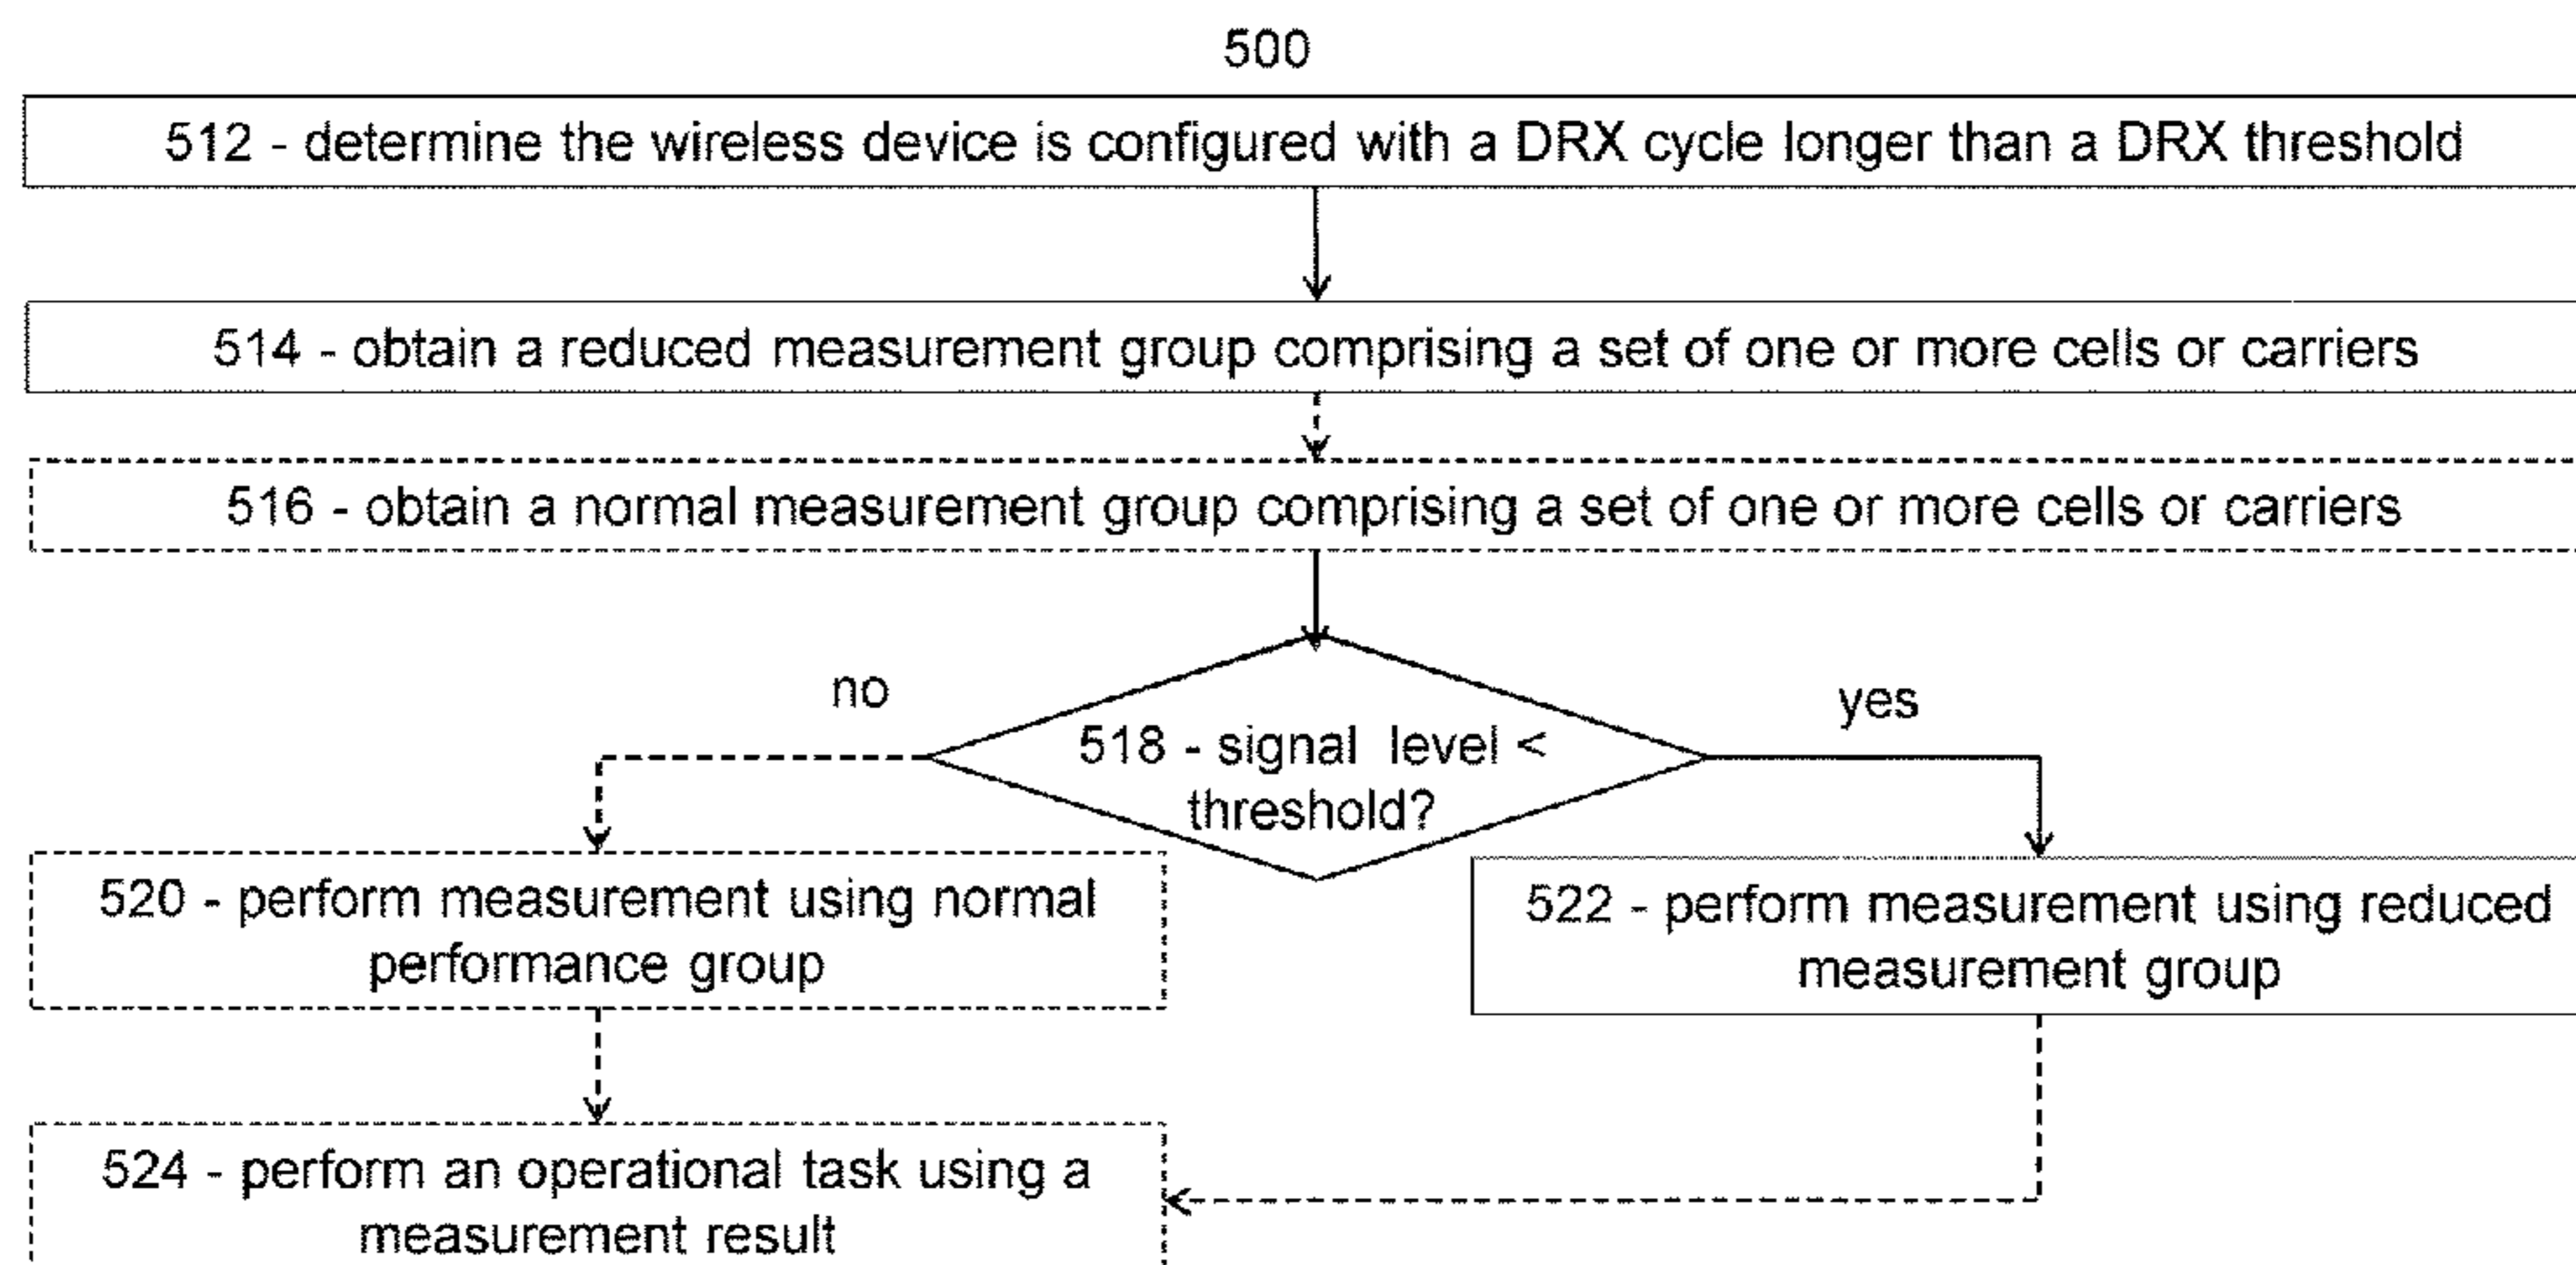 500
512 - determine the wireless device is configured with a DRX cycle longer than a DRX threshold
514 - obtain a reduced measurement group comprising a set of one or more cells or carriers
516 - obtain a normal measurement group comprising a set of one or more cells or carriers
no
yes
518 - signal level <
threshold?
520 - perform measurement using normal
performance group
522 - perform measurement using reduced
measurement group
524 - perform an operational task using a
measurement result